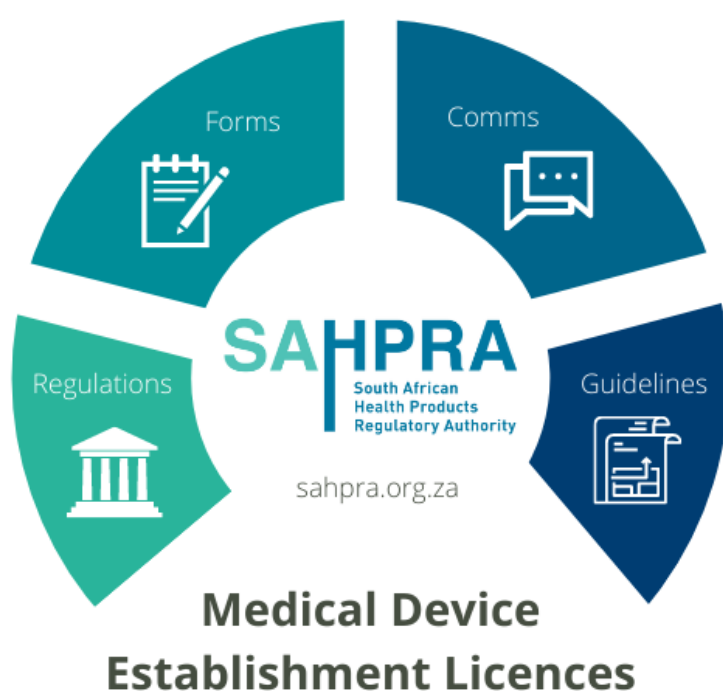 Forms
Comms
Regulations
SAHPRA
South African
Health Products
Regulatory Authority
Guidelines
sahpra.org.za
Medical Device
Establishment Licences